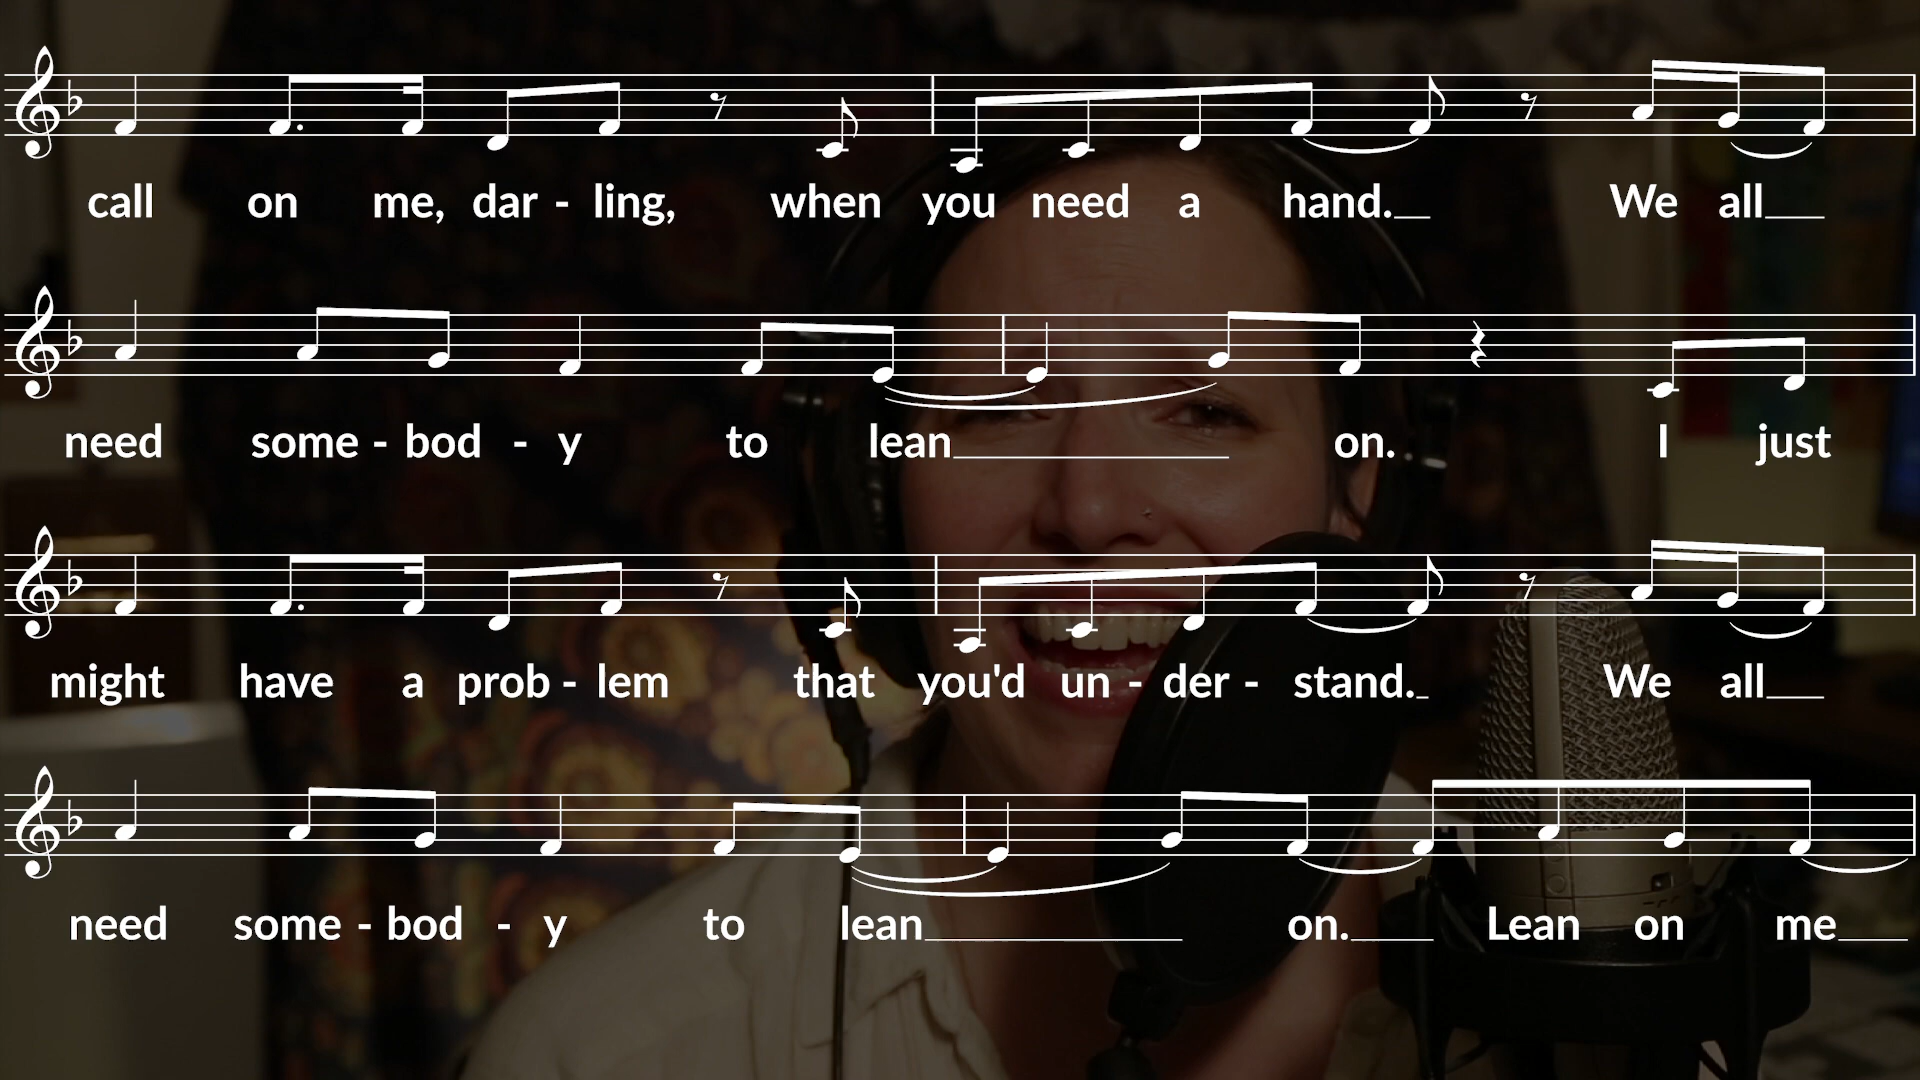 call on me, dar - ling, when you need a hand. We all
need some - bod - y to lean on. I just
might have a prob - lem that you'd un - der - stand. We all
need some - bod - y to lean on. Lean on me